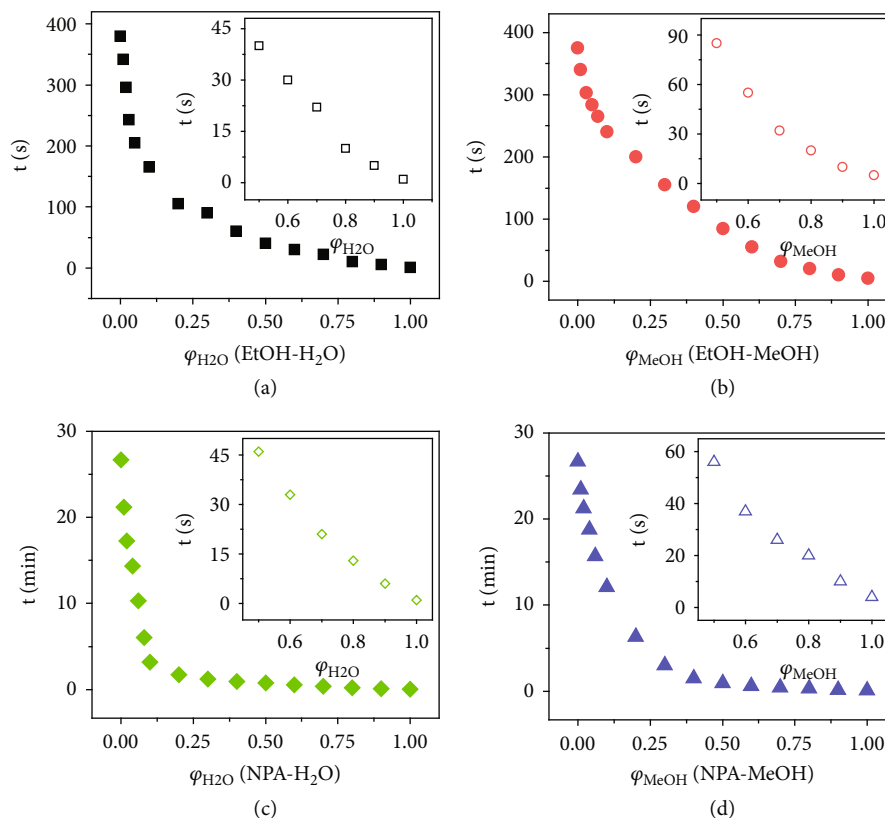 400
300
200
100
0
t (s)
45
30
15
0
t (s)
0.6 0.8 1.0
φH2O
0.00 0.25 0.50 0.75 1.00
φH2O (EtOH-H2O)
(a)
400
300
200
100
0
t (s)
90
60
30
0
t (s)
0.6 0.8 1.0
φMeOH
0.00 0.25 0.50 0.75 1.00
φMeOH (EtOH-MeOH)
(b)
30
20
10
0
t (min)
45
30
15
0
t (s)
0.6 0.8 1.0
φH2O
0.00 0.25 0.50 0.75 1.00
φH2O (NPA-H2O)
(c)
30
20
10
0
t (min)
60
40
20
0
t (s)
0.6 0.8 1.0
φMeOH
0.00 0.25 0.50 0.75 1.00
φMeOH (NPA-MeOH)
(d)